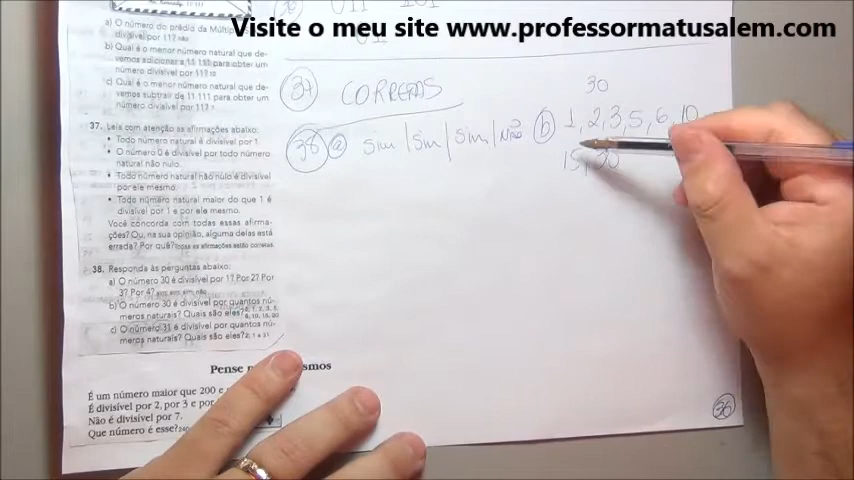 Visite o meu site www.professormatusalem.com
a) O número do prédio da
divisível por 11? não
b) Qual é o menor número natural que de-
vemos adicionar a 13 111 para obter um
número divisível por 11?
c) Qual é o menor número natural que de-
vemos subtrair de 11 111 para obter um
número divisível por 11?
37. Leia com atenção as afirmações abaixo:
• Todo número natural é divisível por 1.
• O número 0 é divisível por todo número
natural não nulo.
• Todo número natural não nulo é divisível
por ele mesmo.
• Todo número natural maior do que 1 é
divisível por 1 e por ele mesmo.
Você concorda com todas essas afirma-
ções? Ou, na sua opinião, alguma delas está
errada? Por quê? Todas as afirmações estão corretas.
38. Responda às perguntas abaixo:
a) O número 30 é divisível por 1? Por 2? Por
3? Por 4? sim, sim, sim, não
b) O número 30 é divisível por quantos nú-
meros naturais? Quais são eles? 8; 1, 2, 3, 5,
6, 10, 15, 30
c) O número 31 é divisível por quantos nú-
meros naturais? Quais são eles? 2; 1 e 31
Pense
É um número maior que 200 e
É divisível por 2, por 3 e por
Não é divisível por 7.
Que número é esse? 240
37 CORRETAS
38 a sim | sim | sim | não b
30
1, 2, 3, 5, 6, 10
15, 30
36